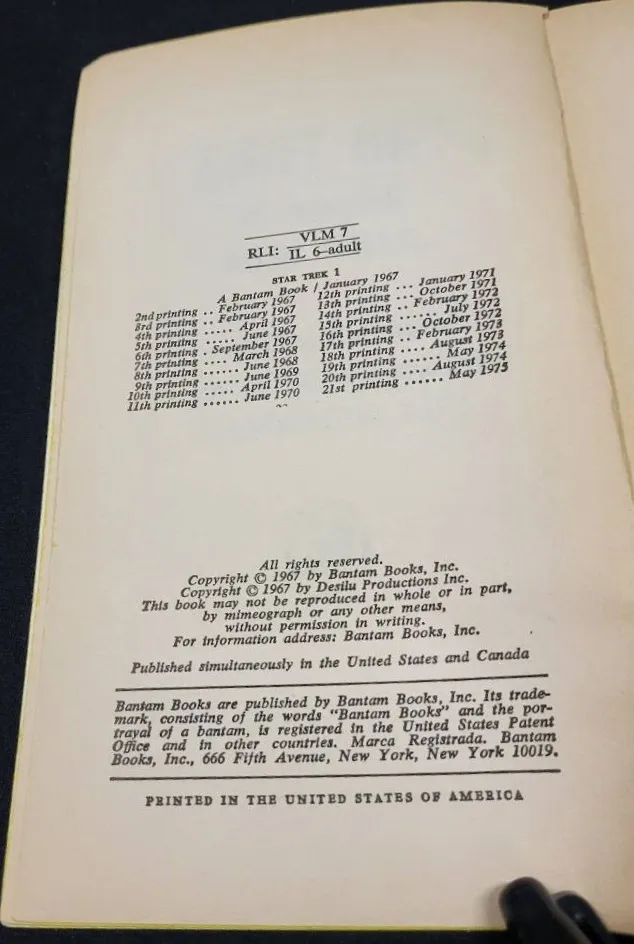 VLM 7
RLI: IL 6–adult
STAR TREK 1
A Bantam Book / January 1967
2nd printing .. February 1967
3rd printing .. February 1967
4th printing ..... April 1967
5th printing ..... June 1967
6th printing . September 1967
7th printing .... March 1968
8th printing ...... June 1968
9th printing ...... June 1969
10th printing ..... April 1970
11th printing ...... June 1970
12th printing ... January 1971
13th printing ... October 1971
14th printing .. February 1972
15th printing ...... July 1972
16th printing ... October 1972
17th printing .. February 1973
18th printing .... August 1973
19th printing ...... May 1974
20th printing .... August 1974
21st printing ...... May 1975
All rights reserved.
Copyright © 1967 by Bantam Books, Inc.
Copyright © 1967 by Desilu Productions Inc.
This book may not be reproduced in whole or in part,
by mimeograph or any other means,
without permission in writing.
For information address: Bantam Books, Inc.
Published simultaneously in the United States and Canada
Bantam Books are published by Bantam Books, Inc. Its trade-
mark, consisting of the words "Bantam Books" and the por-
trayal of a bantam, is registered in the United States Patent
Office and in other countries. Marca Registrada. Bantam
Books, Inc., 666 Fifth Avenue, New York, New York 10019.
PRINTED IN THE UNITED STATES OF AMERICA